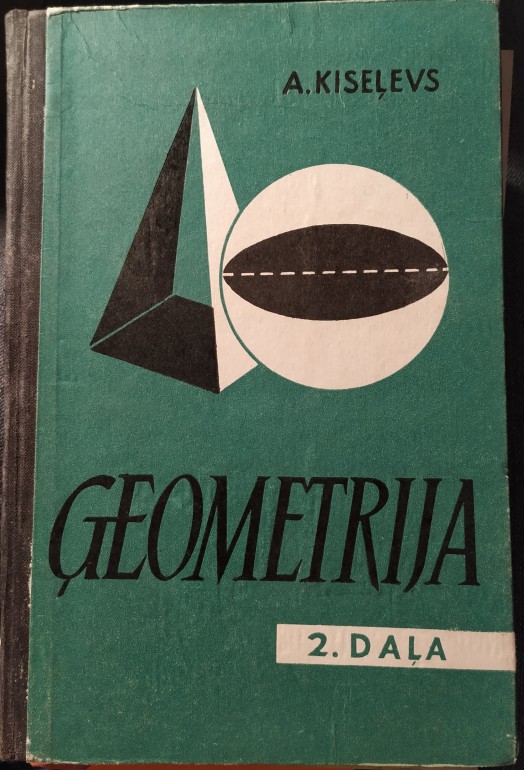 A. KISEĻEVS
ĢEOMETRIJA
2. DAĻA